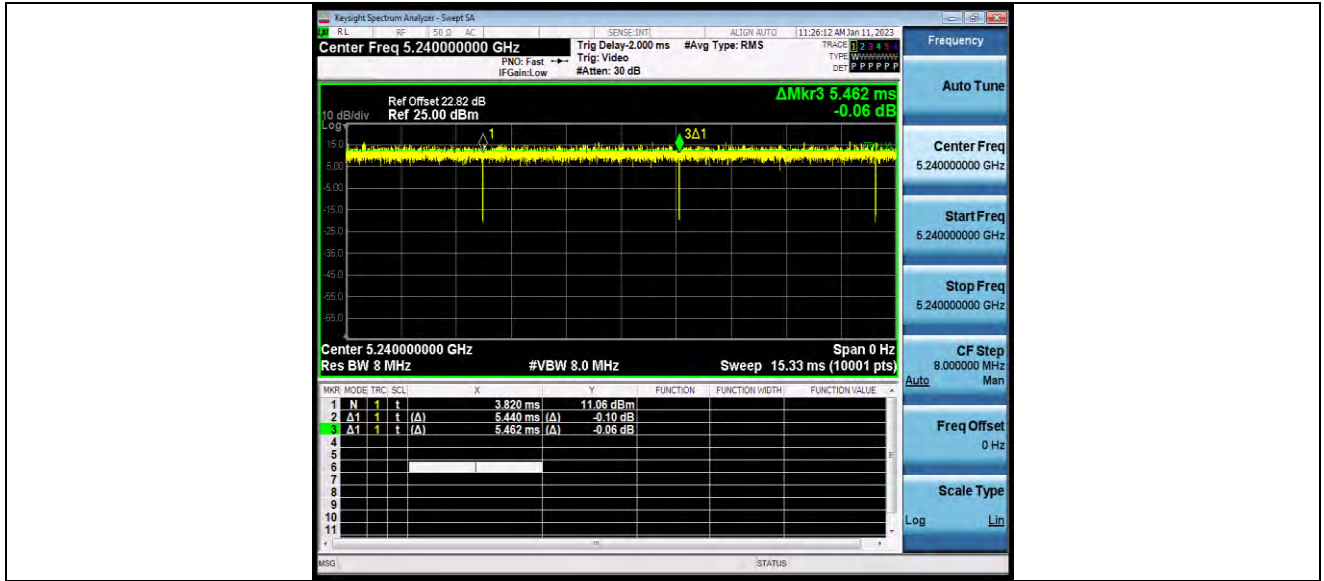 Keysight Spectrum Analyzer - Swept SA
RL RF 50 Ω AC SENSE:INT ALIGN AUTO 11:26:12 AM Jan 11, 2023
Center Freq 5.240000000 GHz
PNO: Fast
IFGain:Low
Trig Delay-2.000 ms
Trig: Video
#Atten: 30 dB
#Avg Type: RMS
TRACE 1 2 3 4 5 6
TYPE WWWWWW
DET P P P P P P
Frequency
ΔMkr3 5.462 ms
-0.06 dB
Ref Offset 22.82 dB
10 dB/div Ref 25.00 dBm
Log
1
3Δ1
15.0
5.00
-5.00
-15.0
-25.0
-35.0
-45.0
-55.0
-65.0
Center 5.240000000 GHz Span 0 Hz
Res BW 8 MHz #VBW 8.0 MHz Sweep 15.33 ms (10001 pts)
MKR MODE TRC SCL X Y FUNCTION FUNCTION WIDTH FUNCTION VALUE
1 N 1 t 3.820 ms 11.06 dBm
2 Δ1 1 t (Δ) 5.440 ms (Δ) -0.10 dB
3 Δ1 1 t (Δ) 5.462 ms (Δ) -0.06 dB
4
5
6
7
8
9
10
11
MSG STATUS
Auto Tune
Center Freq
5.240000000 GHz
Start Freq
5.240000000 GHz
Stop Freq
5.240000000 GHz
CF Step
8.000000 MHz
Auto Man
Freq Offset
0 Hz
Scale Type
Log Lin